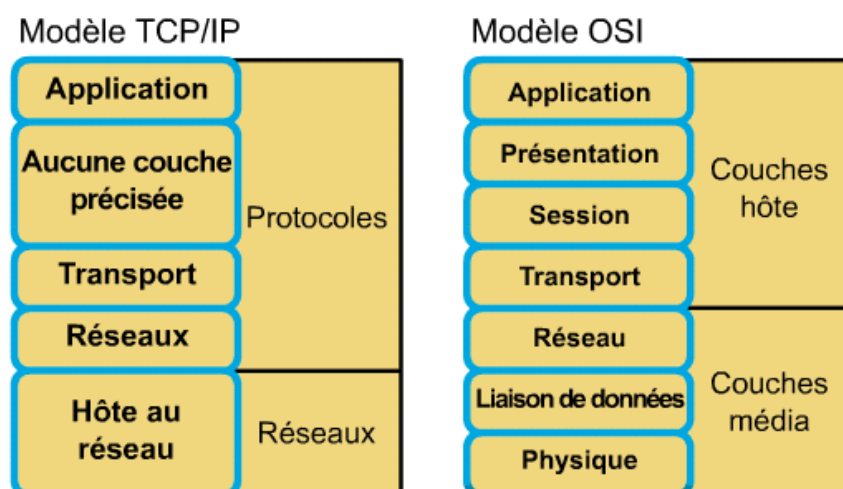 Modèle TCP/IP
Application
Aucune couche
précisée
Transport
Réseaux
Hôte au
réseau
Protocoles
Réseaux
Modèle OSI
Application
Présentation
Session
Transport
Réseau
Liaison de données
Physique
Couches
hôte
Couches
média